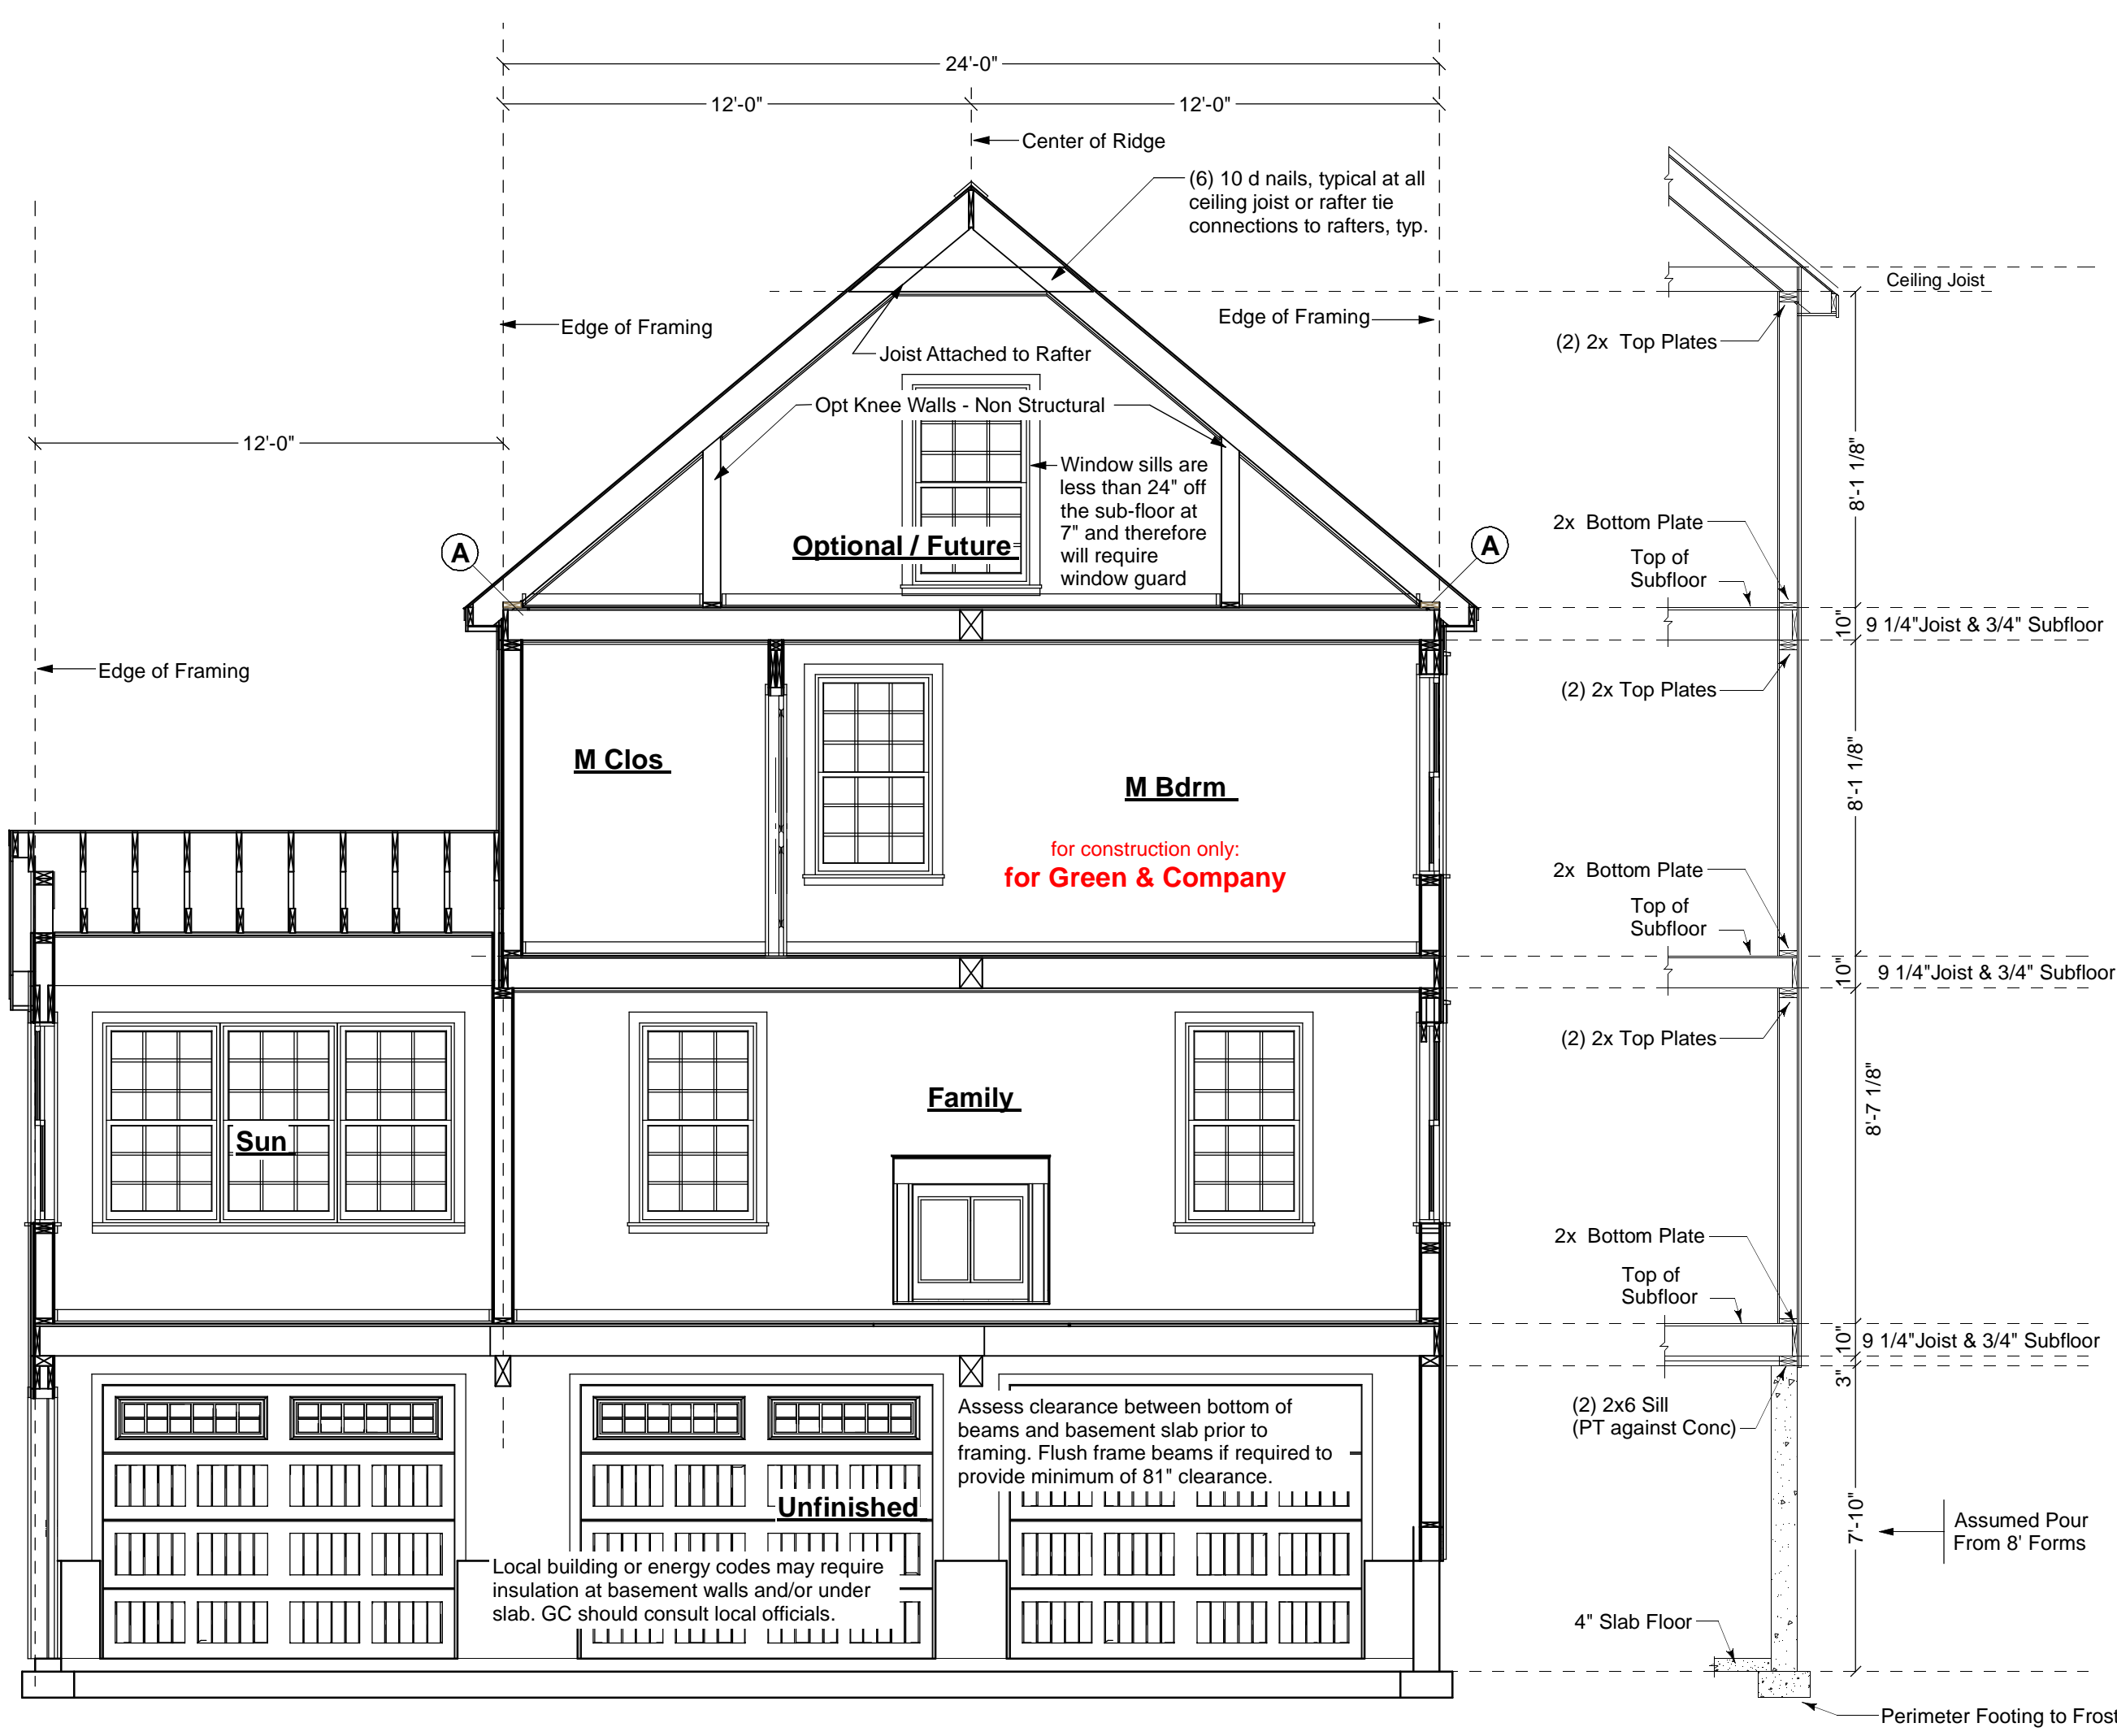 24'-0"
12'-0"
12'-0"
Center of Ridge
(6) 10 d nails, typical at all
ceiling joist or rafter tie
connections to rafters, typ.
Ceiling Joist
Edge of Framing
Edge of Framing
(2) 2x  Top Plates
Joist Attached to Rafter
Opt Knee Walls - Non Structural
12'-0"
8'-1 1/8"
Window sills are
less than 24" off
the sub-floor at
7" and therefore
will require
window guard
2x  Bottom Plate
Top of
Subfloor
A
Optional / Future
A
10"
9 1/4"Joist & 3/4" Subfloor
Edge of Framing
(2) 2x Top Plates
M Clos
M Bdrm
8'-1 1/8"
for construction only:
for Green & Company
2x  Bottom Plate
Top of
Subfloor
10"
9 1/4"Joist & 3/4" Subfloor
(2) 2x Top Plates
Family
8'-7 1/8"
Sun
2x  Bottom Plate
Top of
Subfloor
10"
9 1/4"Joist & 3/4" Subfloor
3"
(2) 2x6 Sill
(PT against Conc)
Assess clearance between bottom of
beams and basement slab prior to
framing. Flush frame beams if required to
provide minimum of 81" clearance.
Unfinished
7'-10"
Assumed Pour
From 8' Forms
Local building or energy codes may require
insulation at basement walls and/or under
slab. GC should consult local officials.
4" Slab Floor
Perimeter Footing to Frost